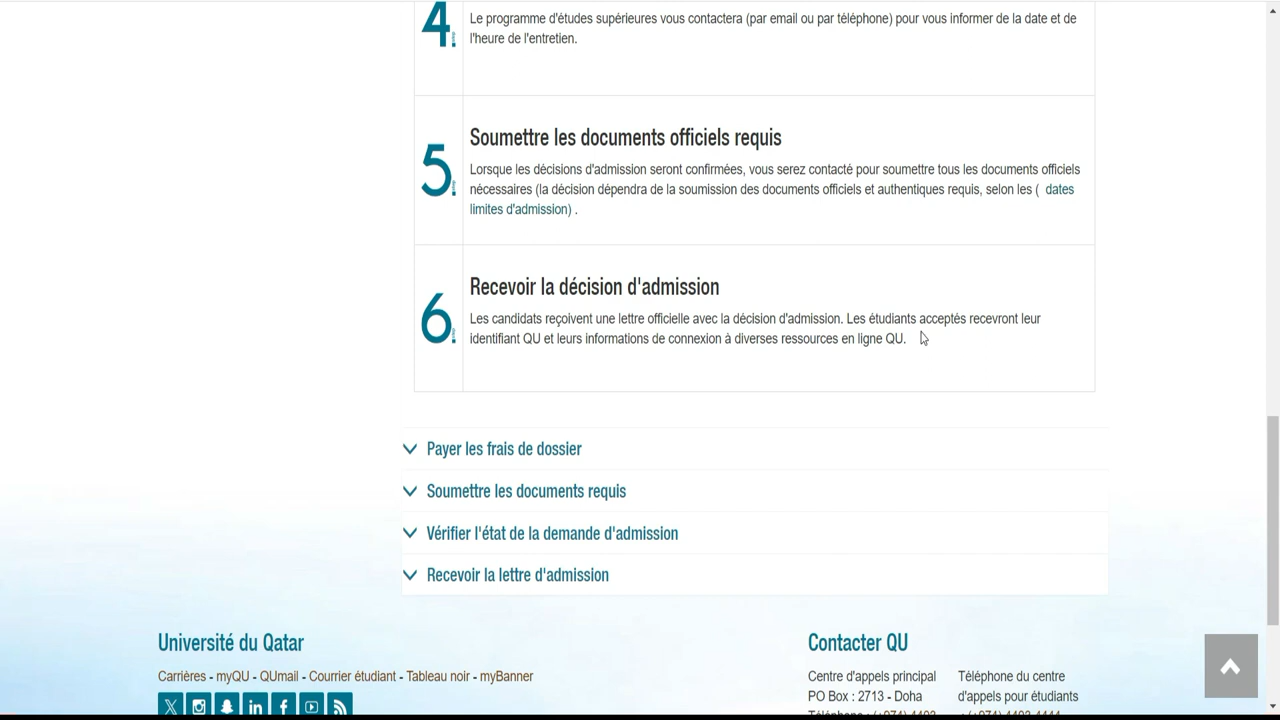 4
Le programme d'études supérieures vous contactera (par email ou par téléphone) pour vous informer de la date et de
l'heure de l'entretien.
5
Soumettre les documents officiels requis
Lorsque les décisions d'admission seront confirmées, vous serez contacté pour soumettre tous les documents officiels
nécessaires (la décision dépendra de la soumission des documents officiels et authentiques requis, selon les ( dates
limites d'admission) .
6
Recevoir la décision d'admission
Les candidats reçoivent une lettre officielle avec la décision d'admission. Les étudiants acceptés recevront leur
identifiant QU et leurs informations de connexion à diverses ressources en ligne QU.
Payer les frais de dossier
Soumettre les documents requis
Vérifier l'état de la demande d'admission
Recevoir la lettre d'admission
Université du Qatar
Carrières - myQU - QUmail - Courrier étudiant - Tableau noir - myBanner
Contacter QU
Centre d'appels principal
PO Box : 2713 - Doha
Téléphone : (+974) 4403
Téléphone du centre
d'appels pour étudiants
: (+974) 4403-4444